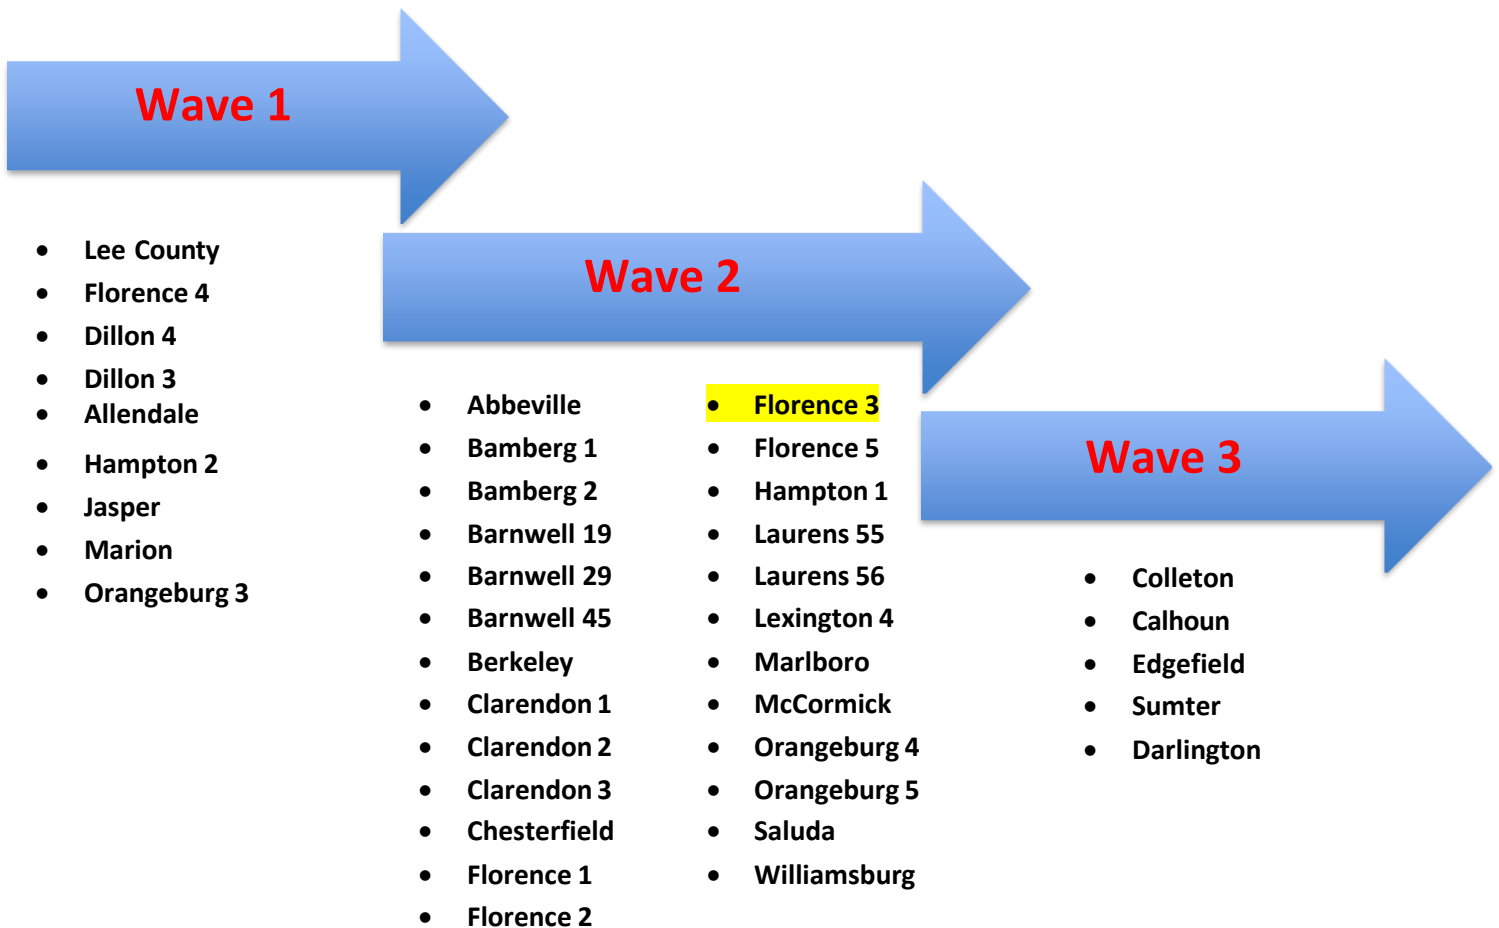 Wave 1
• Lee County
• Florence 4
• Dillon 4
• Dillon 3
• Allendale
• Hampton 2
• Jasper
• Marion
• Orangeburg 3
Wave 2
• Abbeville
• Bamberg 1
• Bamberg 2
• Barnwell 19
• Barnwell 29
• Barnwell 45
• Berkeley
• Clarendon 1
• Clarendon 2
• Clarendon 3
• Chesterfield
• Florence 1
• Florence 2
• Florence 3
• Florence 5
• Hampton 1
• Laurens 55
• Laurens 56
• Lexington 4
• Marlboro
• McCormick
• Orangeburg 4
• Orangeburg 5
• Saluda
• Williamsburg
Wave 3
• Colleton
• Calhoun
• Edgefield
• Sumter
• Darlington